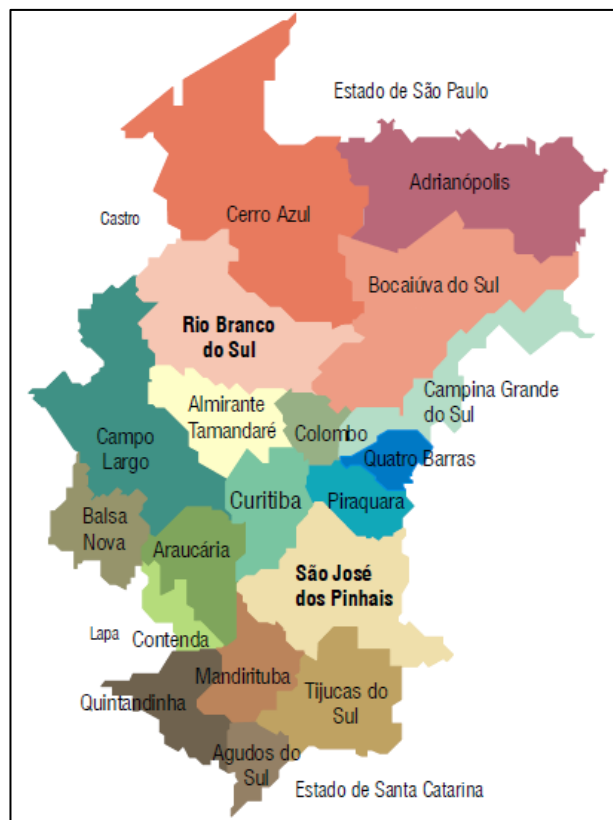 Estado de São Paulo
Adrianópolis
Castro
Cerro Azul
Bocaiúva do Sul
Rio Branco
do Sul
Campina Grande
do Sul
Almirante
Tamandaré
Colombo
Campo
Largo
Quatro Barras
Curitiba
Piraquara
Balsa
Nova
Araucária
São José
dos Pinhais
Lapa
Contenda
Mandirituba
Quintandinha
Tijucas do
Sul
Agudos do
Sul
Estado de Santa Catarina